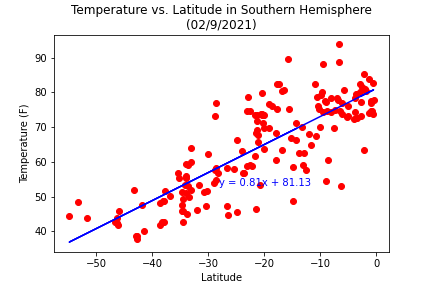 Temperature vs. Latitude in Southern Hemisphere
(02/9/2021)
90
80
70
60
50
40
Temperature (F)
y = 0.81x + 81.13
−50 −40 −30 −20 −10 0
Latitude